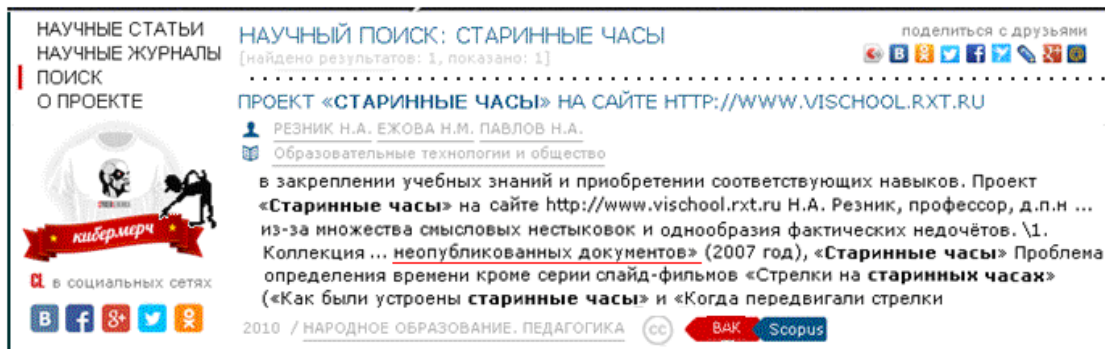 НАУЧНЫЕ СТАТЬИ
НАУЧНЫЕ ЖУРНАЛЫ
ПОИСК
О ПРОЕКТЕ
кибермерч
CL в социальных сетях
НАУЧНЫЙ ПОИСК: СТАРИННЫЕ ЧАСЫ
[найдено результатов: 1, показано: 1]
поделиться с друзьями
ПРОЕКТ «СТАРИННЫЕ ЧАСЫ» НА САЙТЕ HTTP://WWW.VISCHOOL.RXT.RU
РЕЗНИК Н.А. ЕЖОВА Н.М. ПАВЛОВ Н.А.
Образовательные технологии и общество
в закреплении учебных знаний и приобретении соответствующих навыков. Проект
«Старинные часы» на сайте http://www.vischool.rxt.ru Н.А. Резник, профессор, д.п.н ...
из-за множества смысловых нестыковок и однообразия фактических недочётов. \1.
Коллекция ... неопубликованных документов» (2007 год), «Старинные часы» Проблема
определения времени кроме серии слайд-фильмов «Стрелки на старинных часах»
(«Как были устроены старинные часы» и «Когда передвигали стрелки
2010 / НАРОДНОЕ ОБРАЗОВАНИЕ. ПЕДАГОГИКА cc ВАК Scopus